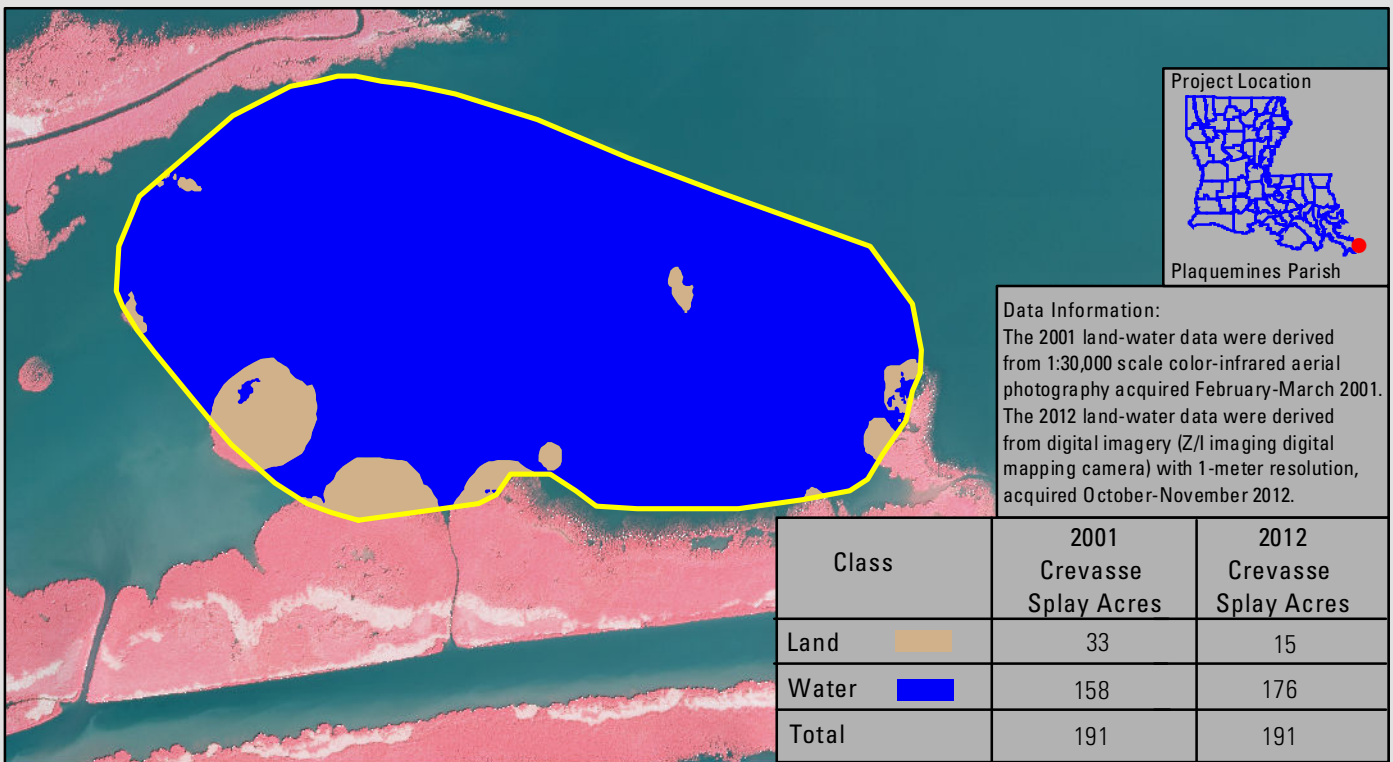 Project Location
Plaquemines Parish
Data Information:
The 2001 land-water data were derived
from 1:30,000 scale color-infrared aerial
photography acquired February-March 2001.
The 2012 land-water data were derived
from digital imagery (Z/I imaging digital
mapping camera) with 1-meter resolution,
acquired October-November 2012.
Class
2001
Crevasse
Splay Acres
2012
Crevasse
Splay Acres
Land 33 15
Water 158 176
Total 191 191